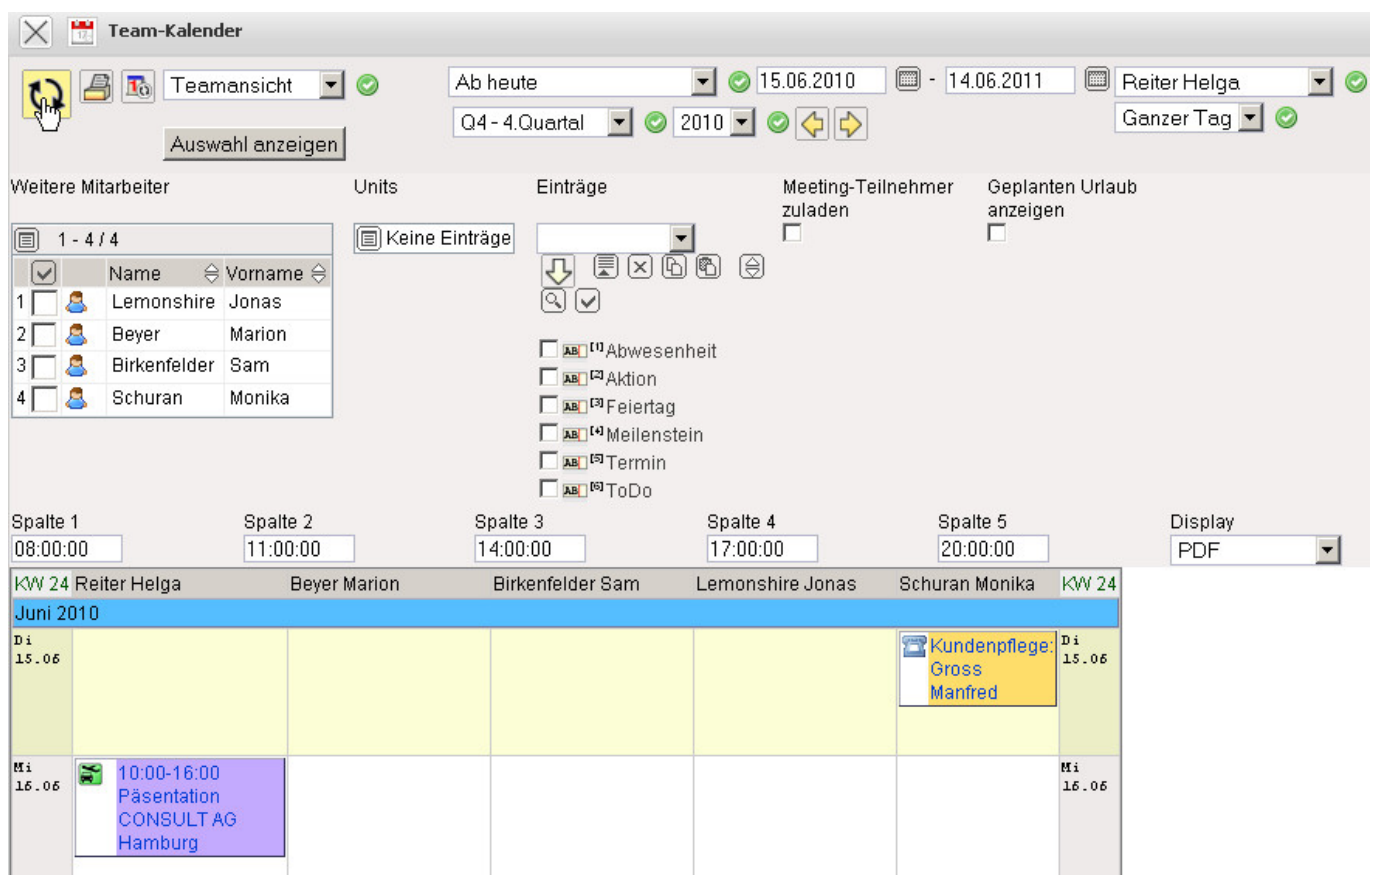 Team-Kalender
Teamansicht
Ab heute
15.06.2010 - 14.06.2011
Reiter Helga
Q4 - 4.Quartal
2010
Ganzer Tag
Auswahl anzeigen
Weitere Mitarbeiter
Units
Einträge
Meeting-Teilnehmer
zuladen
Geplanten Urlaub
anzeigen
1 - 4 / 4
Keine Einträge
Name Vorname
1 Lemonshire Jonas
2 Beyer Marion
3 Birkenfelder Sam
4 Schuran Monika
[1] Abwesenheit
[2] Aktion
[3] Feiertag
[4] Meilenstein
[5] Termin
[6] ToDo
Spalte 1 Spalte 2 Spalte 3 Spalte 4 Spalte 5 Display
08:00:00 11:00:00 14:00:00 17:00:00 20:00:00 PDF
KW 24 Reiter Helga Beyer Marion Birkenfelder Sam Lemonshire Jonas Schuran Monika KW 24
Juni 2010
Di
15.06
Kundenpflege:
Gross
Manfred
Di
15.06
Mi
16.06
10:00-16:00
Päsentation
CONSULT AG
Hamburg
Mi
16.06